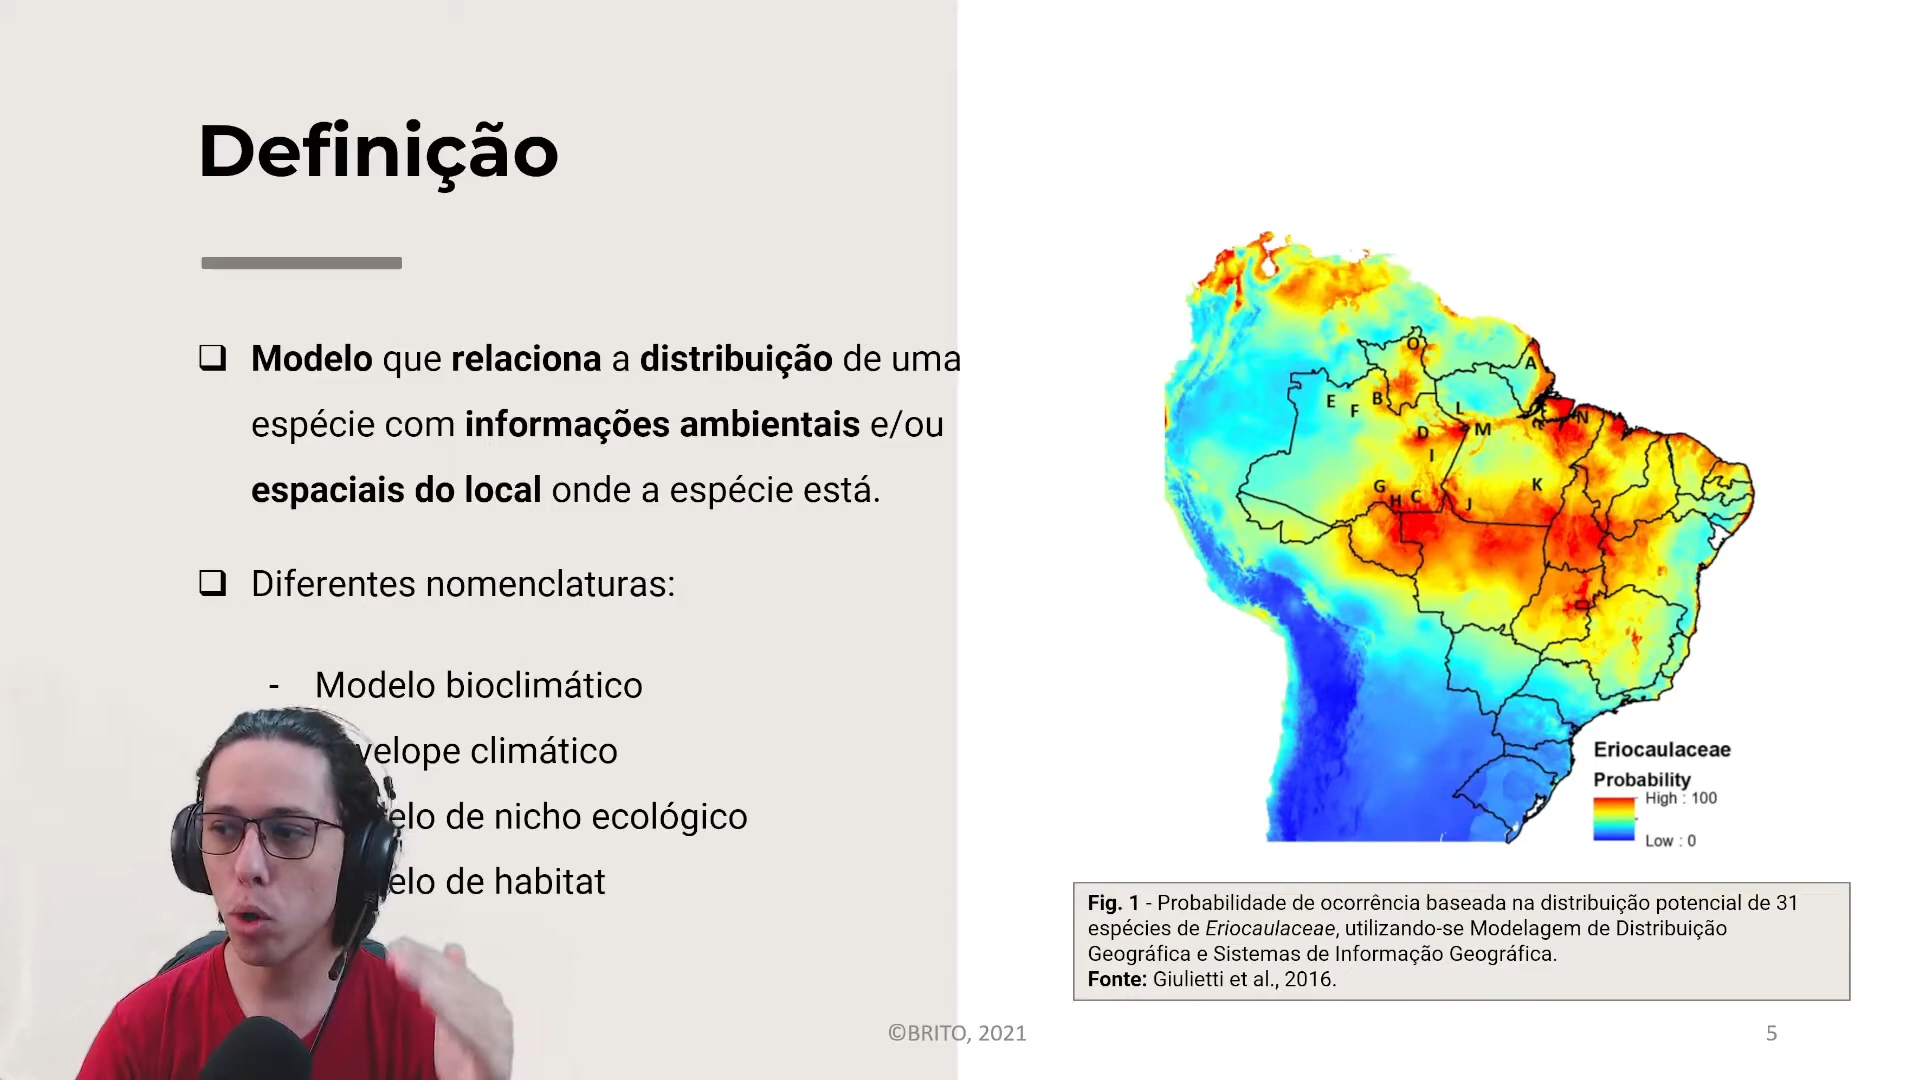 Definição
Modelo que relaciona a distribuição de uma
espécie com informações ambientais e/ou
espaciais do local onde a espécie está.
Diferentes nomenclaturas:
- Modelo bioclimático
climático
de nicho ecológico
de habitat
O
A
E
F
B
L
N
D
M
I
G
H
C
J
K
Eriocaulaceae
Probability
High : 100
Low : 0
Fig. 1 - Probabilidade de ocorrência baseada na distribuição potencial de 31
espécies de Eriocaulaceae, utilizando-se Modelagem de Distribuição
Geográfica e Sistemas de Informação Geográfica.
Fonte: Giulietti et al., 2016.
©BRITO, 2021
5